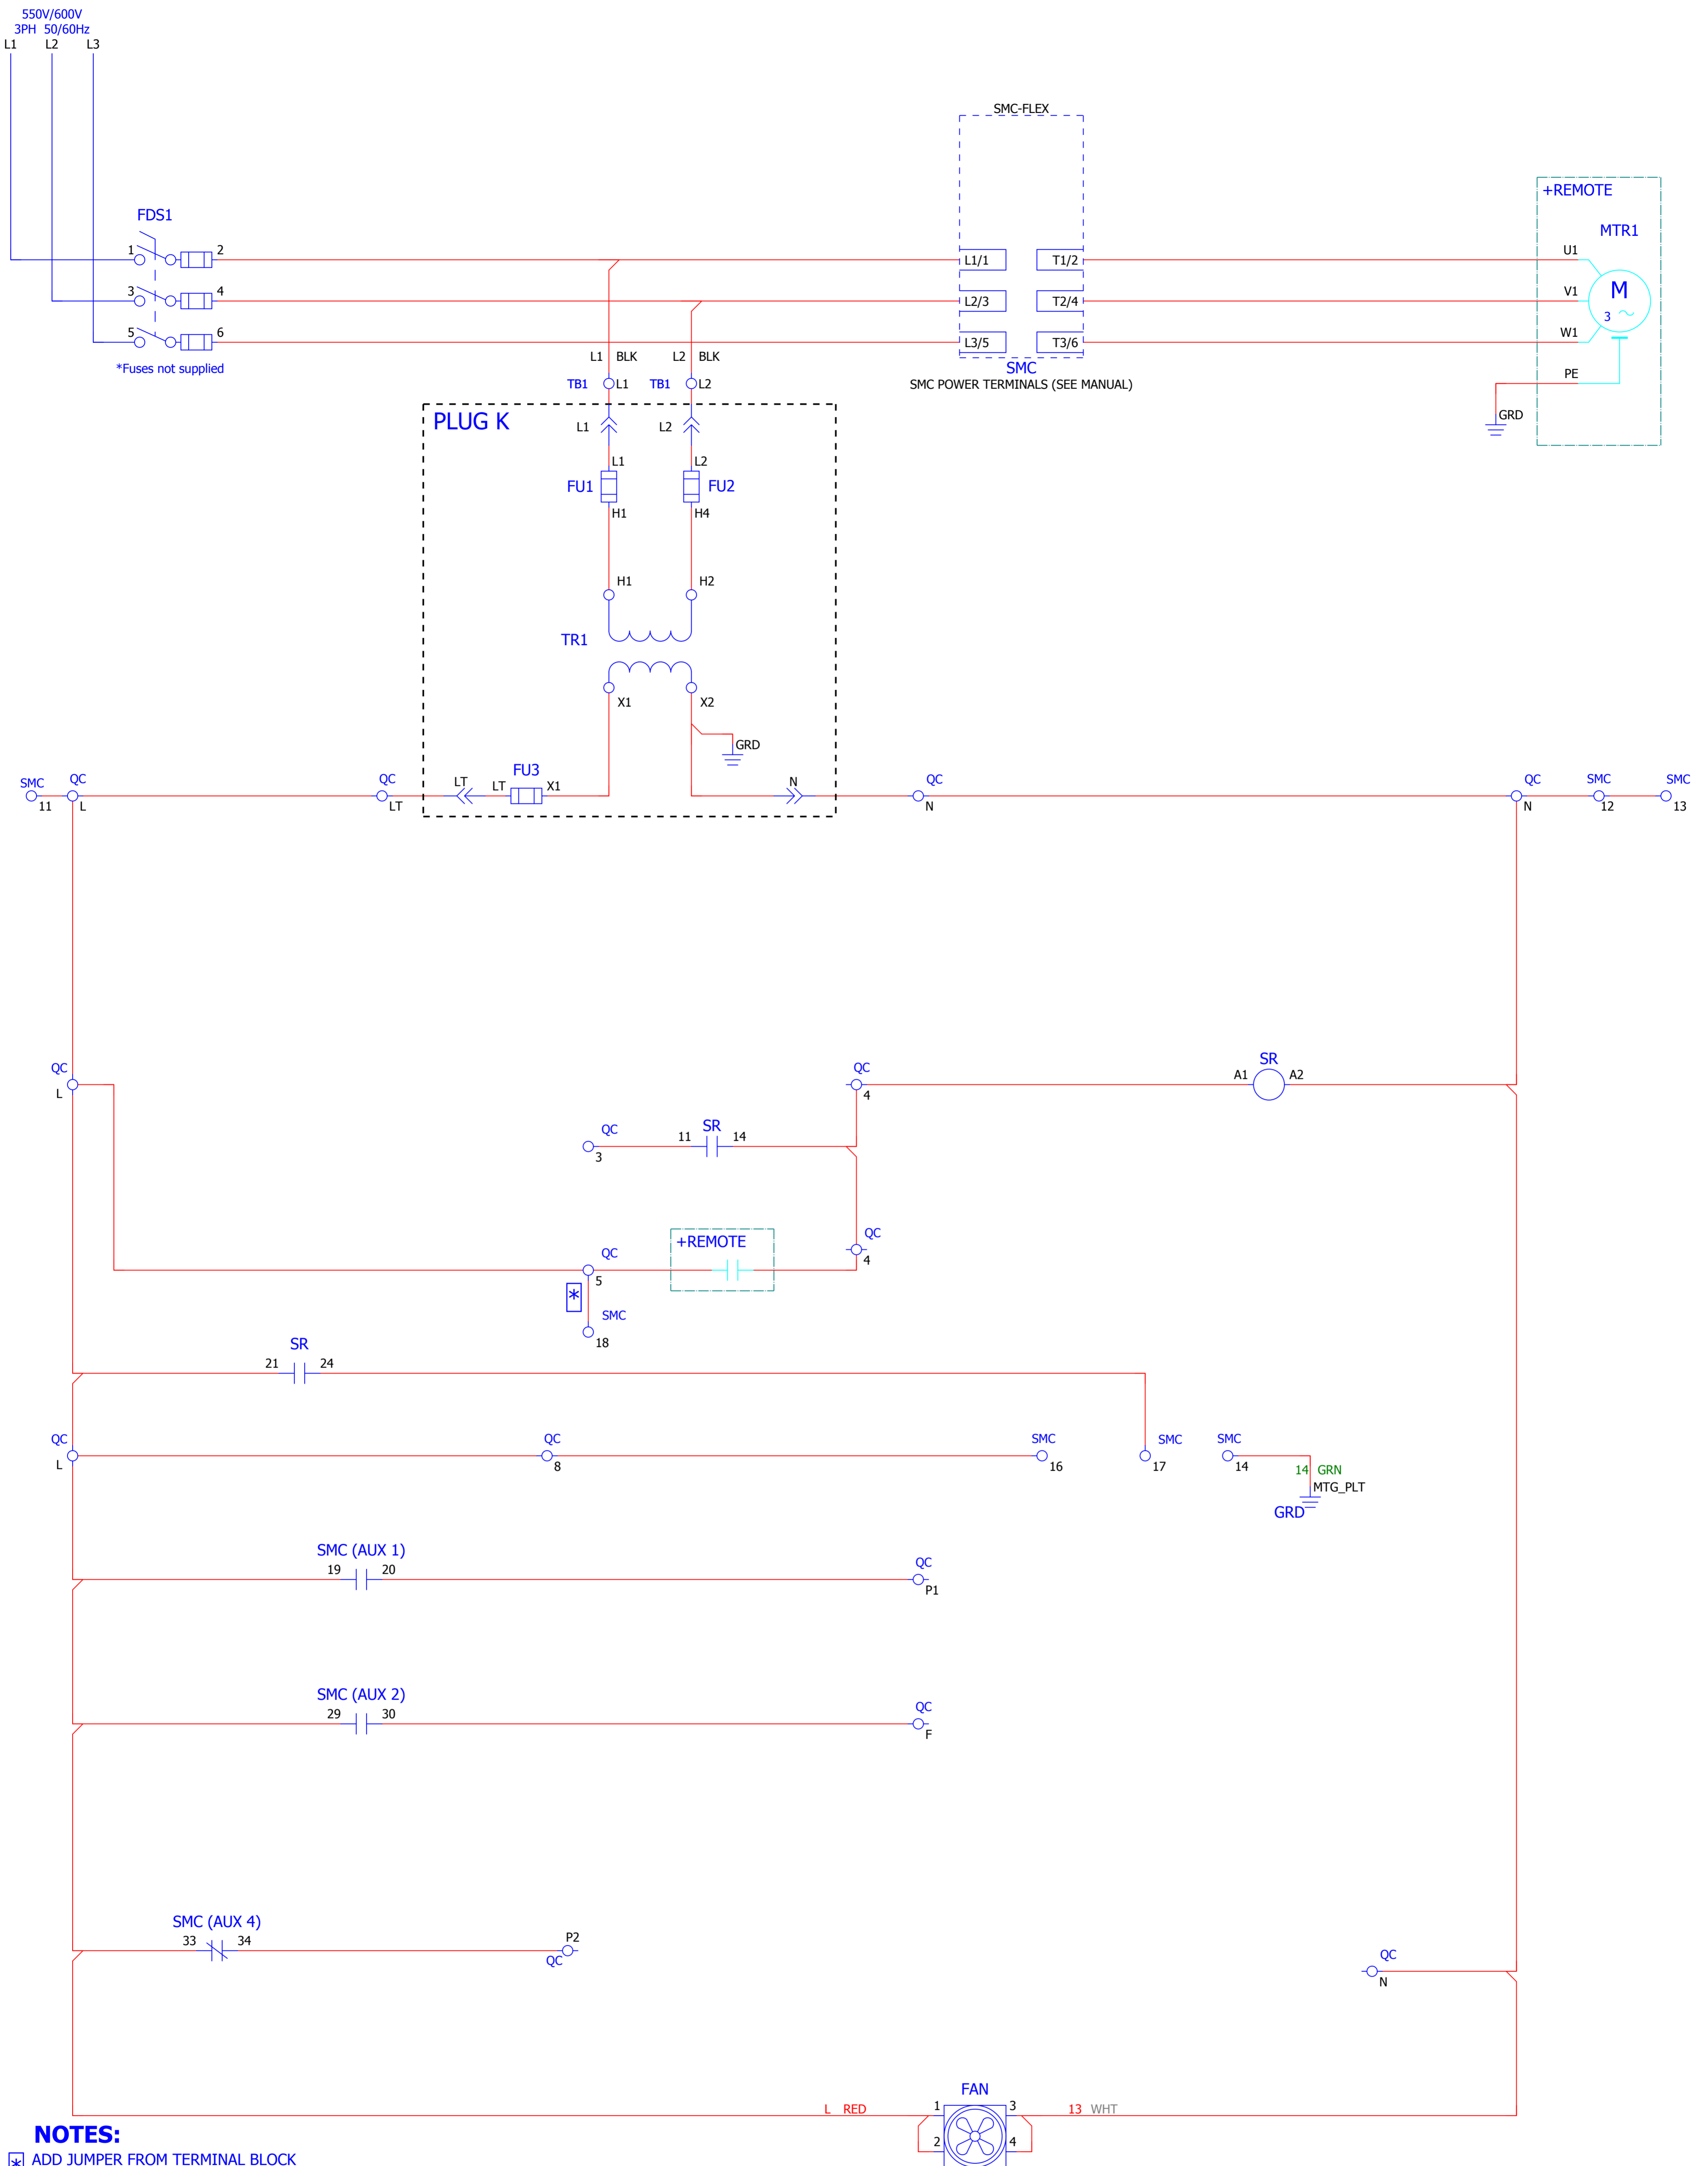 550V/600V
3PH 50/60Hz
L1 L2 L3
SMC-FLEX
+REMOTE
MTR1
FDS1
1 2 L1/1 T1/2 U1
3 4 L2/3 T2/4 V1 M
3
5 6 L3/5 T3/6 W1
*Fuses not supplied
L1 BLK L2 BLK
SMC
SMC POWER TERMINALS (SEE MANUAL)
PE
TB1 L1 TB1 L2
GRD
PLUG K
L1 L2
L1 L2
FU1 FU2
H1 H4
H1 H2
TR1
X1 X2
GRD
SMC QC QC LT LT FU3 X1 N QC QC SMC SMC
11 L LT N N 12 13
QC QC SR
L 4 A1 A2
QC 11 SR 14
3
+REMOTE QC
QC 4
5
* SMC
18
SR
21 24
QC QC SMC SMC SMC
L 8 16 17 14
14 GRN
MTG_PLT
GRD
SMC (AUX 1)
19 20 QC
P1
SMC (AUX 2)
29 30 QC
F
SMC (AUX 4)
33 34 P2
QC
QC
N
FAN
L RED 1 3 13 WHT
2 4
NOTES:
* ADD JUMPER FROM TERMINAL BLOCK